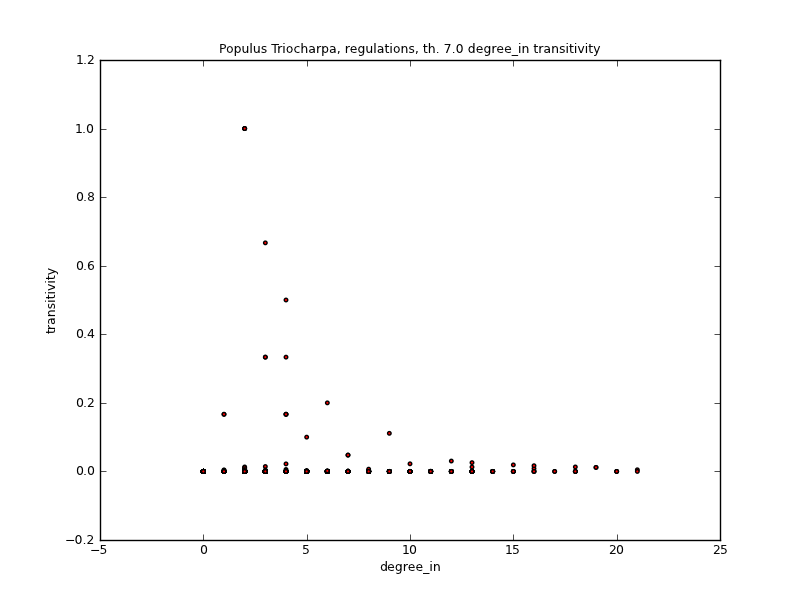 Populus Triocharpa, regulations, th. 7.0 degree_in transitivity
1.2
1.0
0.8
0.6
0.4
0.2
0.0
−0.2
transitivity
−5 0 5 10 15 20 25
degree_in